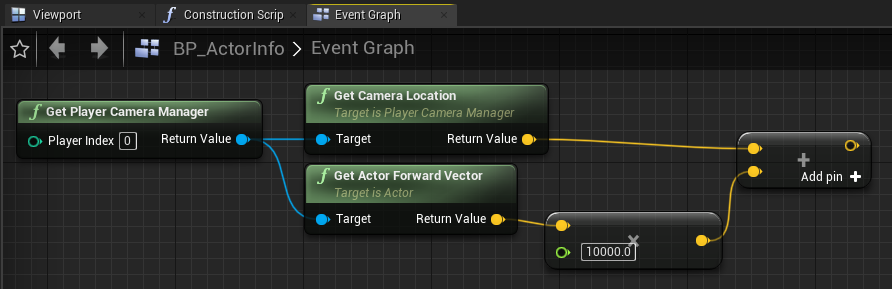 Viewport
Construction Scrip
Event Graph
BP_ActorInfo > Event Graph
f Get Player Camera Manager
Player Index 0
Return Value
f Get Camera Location
Target is Player Camera Manager
Target
Return Value
f Get Actor Forward Vector
Target is Actor
Target
Return Value
10000.0
×
+
Add pin +